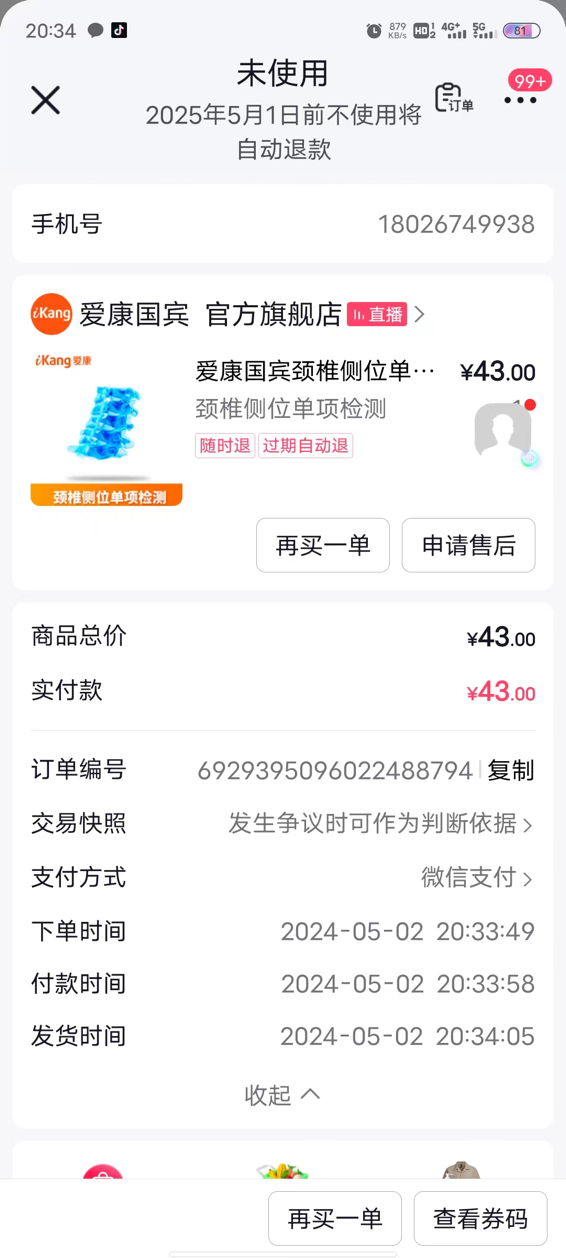 20:34
879 KB/s HD 1 2 4G+ 5G 81
未使用
99+
订单
2025年5月1日前不使用将
自动退款
手机号 18026749938
iKang 爱康国宾 官方旗舰店 直播
iKang爱康
爱康国宾颈椎侧位单… ¥43.00
颈椎侧位单项检测
随时退 过期自动退
颈椎侧位单项检测
再买一单 申请售后
商品总价 ¥43.00
实付款 ¥43.00
订单编号 6929395096022488794 复制
交易快照 发生争议时可作为判断依据
支付方式 微信支付
下单时间 2024-05-02 20:33:49
付款时间 2024-05-02 20:33:58
发货时间 2024-05-02 20:34:05
收起
再买一单 查看券码